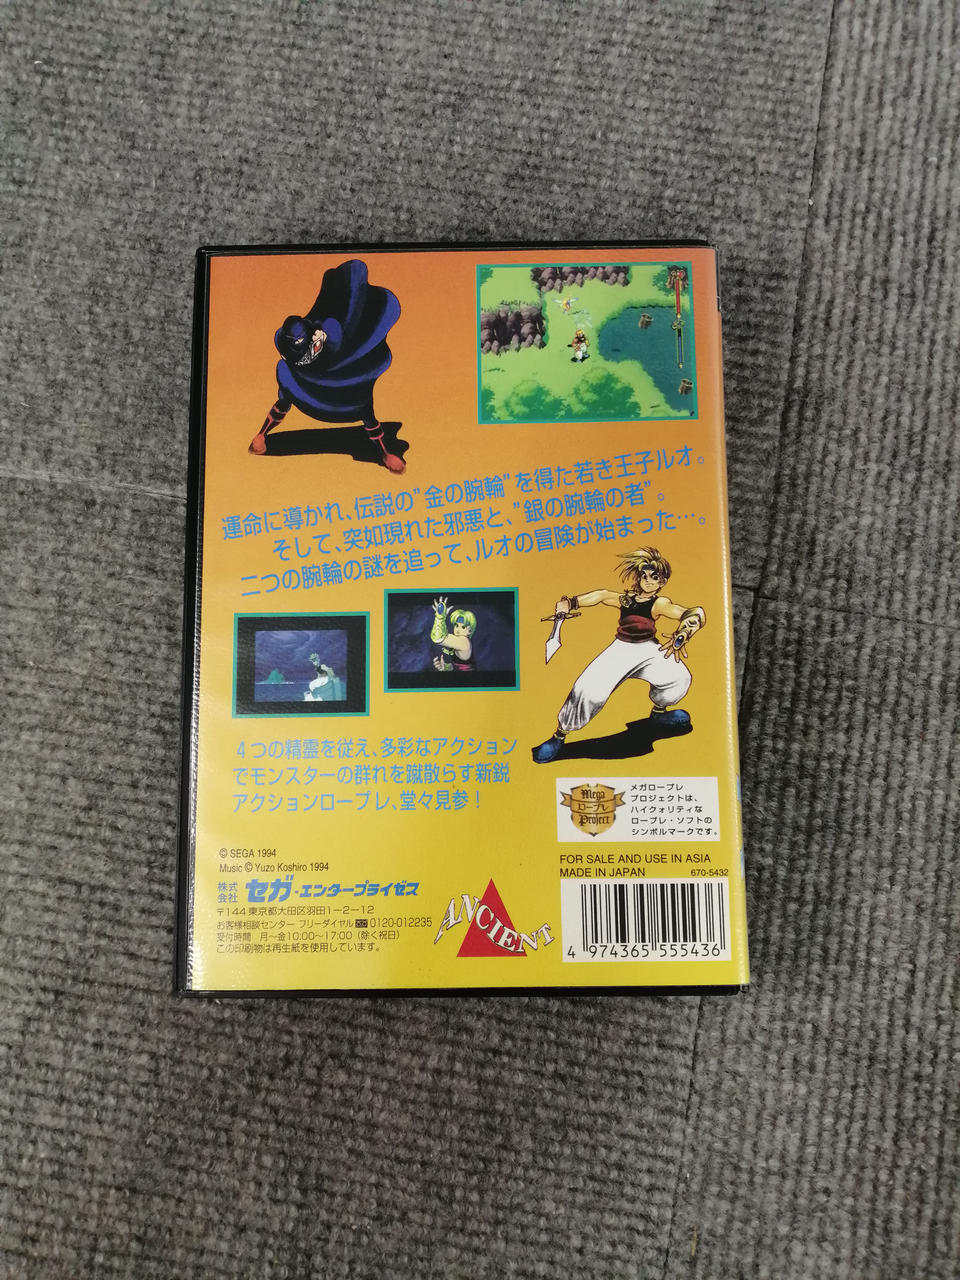 運命に導かれ、伝説の”金の腕輪”を得た若き王子ルオ。
そして、突如現れた邪悪と、”銀の腕輪の者”。
二つの腕輪の謎を追って、ルオの冒険が始まった…。
4つの精霊を従え、多彩なアクション
でモンスターの群れを蹴散らす新鋭
アクションロープレ、堂々見参！
Mega
ロープレ
Project
メガロープレ
プロジェクトは、
ハイクォリティな
ロープレ・ソフトの
シンボルマークです。
© SEGA 1994
Music © Yuzo Koshiro 1994
株式会社 セガ・エンタープライゼス
〒144 東京都大田区羽田1-2-12
お客様相談センター フリーダイヤル 0120-012235
受付時間 月～金10:00～17:00（除く祝日）
この印刷物は再生紙を使用しています。
ANCIENT
FOR SALE AND USE IN ASIA
MADE IN JAPAN 670-5432
4 974365 555436